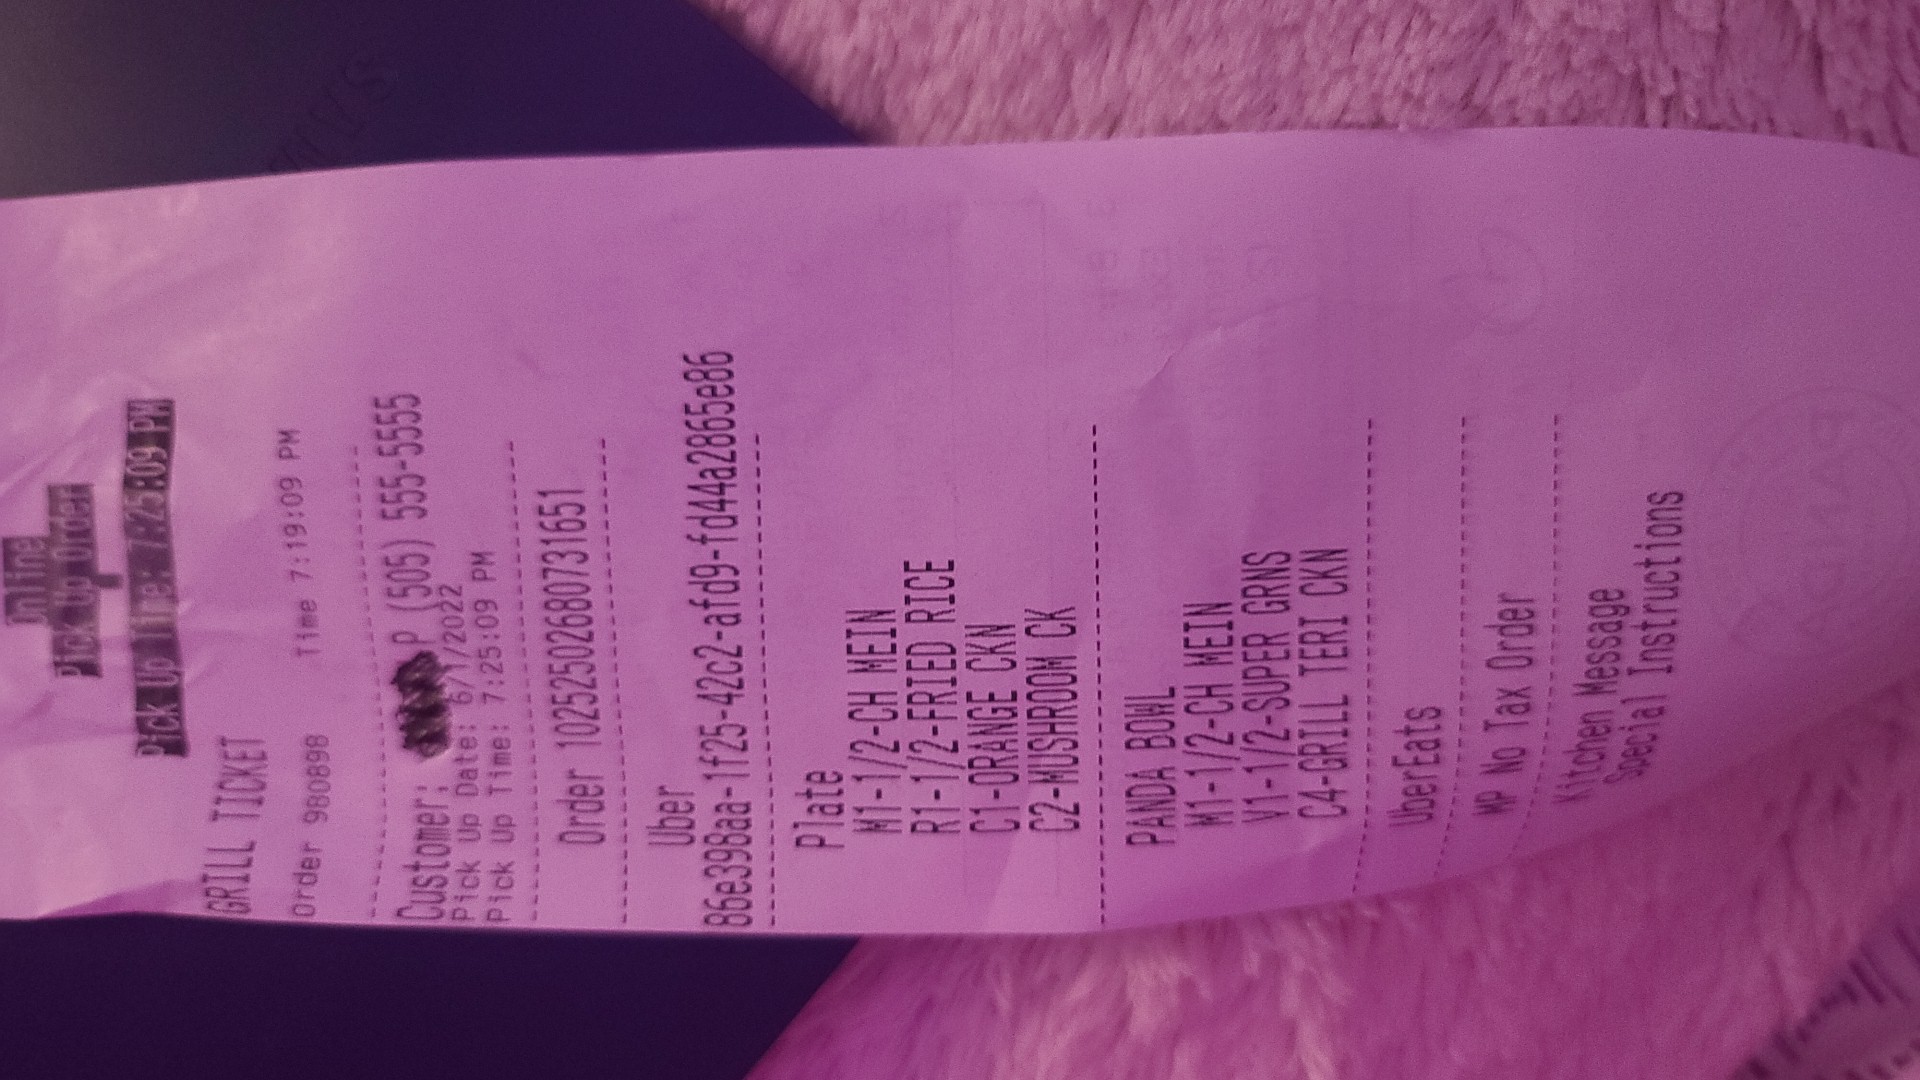 Online
Pick Up Order
Pick Up Time: 7:25:09 PM
GRILL TICKET
Order 980898 Time 7:19:09 PM
Customer: P (505) 555-5555
Pick Up Date: 6/1/2022
Pick Up Time: 7:25:09 PM
Order 10252502680731651
Uber
86e398aa-1f25-42c2-afd9-fd44a2865e86
Plate
M1-1/2-CH MEIN
R1-1/2-FRIED RICE
C1-ORANGE CKN
C2-MUSHROOM CK
PANDA BOWL
M1-1/2-CH MEIN
V1-1/2-SUPER GRNS
C4-GRILL TERI CKN
UberEats
MP No Tax Order
Kitchen Message
Special Instructions